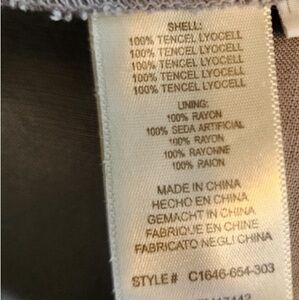 SHELL:
100% TENCEL LYOCELL
100% TENCEL LYOCELL
100% TENCEL LYOCELL
100% TENCEL LYOCELL
100% TENCEL LYOCELL
LINING:
100% RAYON
100% SEDA ARTIFICIAL
100% RAYON
100% RAYONNE
100% RAION
MADE IN CHINA
HECHO EN CHINA
GEMACHT IN CHINA
FABRIQUE EN CHINE
FABRICATO NEGLI CHINA
STYLE # C1646-654-303